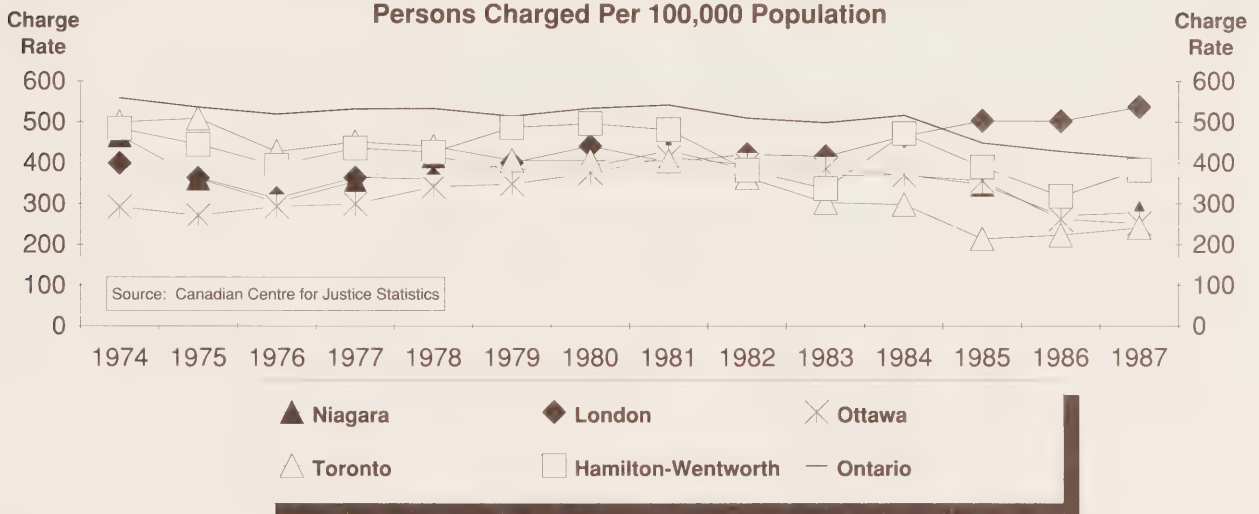 Persons Charged Per 100,000 Population
Charge
Rate
Charge
Rate
600
600
500
500
400
400
300
300
200
200
100
100
Source: Canadian Centre for Justice Statistics
0
0
1974 1975 1976 1977 1978 1979 1980 1981 1982 1983 1984 1985 1986 1987
Niagara London Ottawa
Toronto Hamilton-Wentworth Ontario